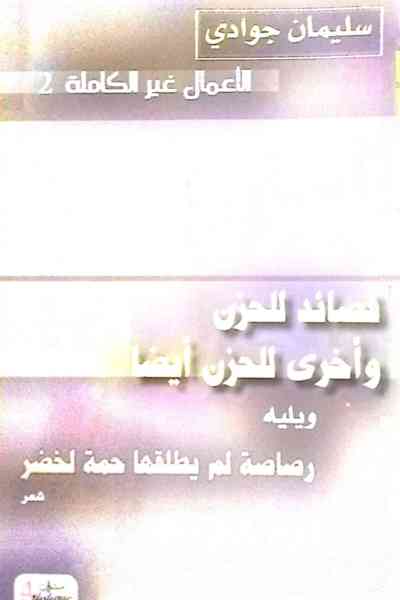 سليمان جوادي
الأعمال غير الكاملة 2
قصائد للحزن
وأخرى للحزن أيضا
ويليه
رصاصة لم يطلقها حمة لخضر
شعر